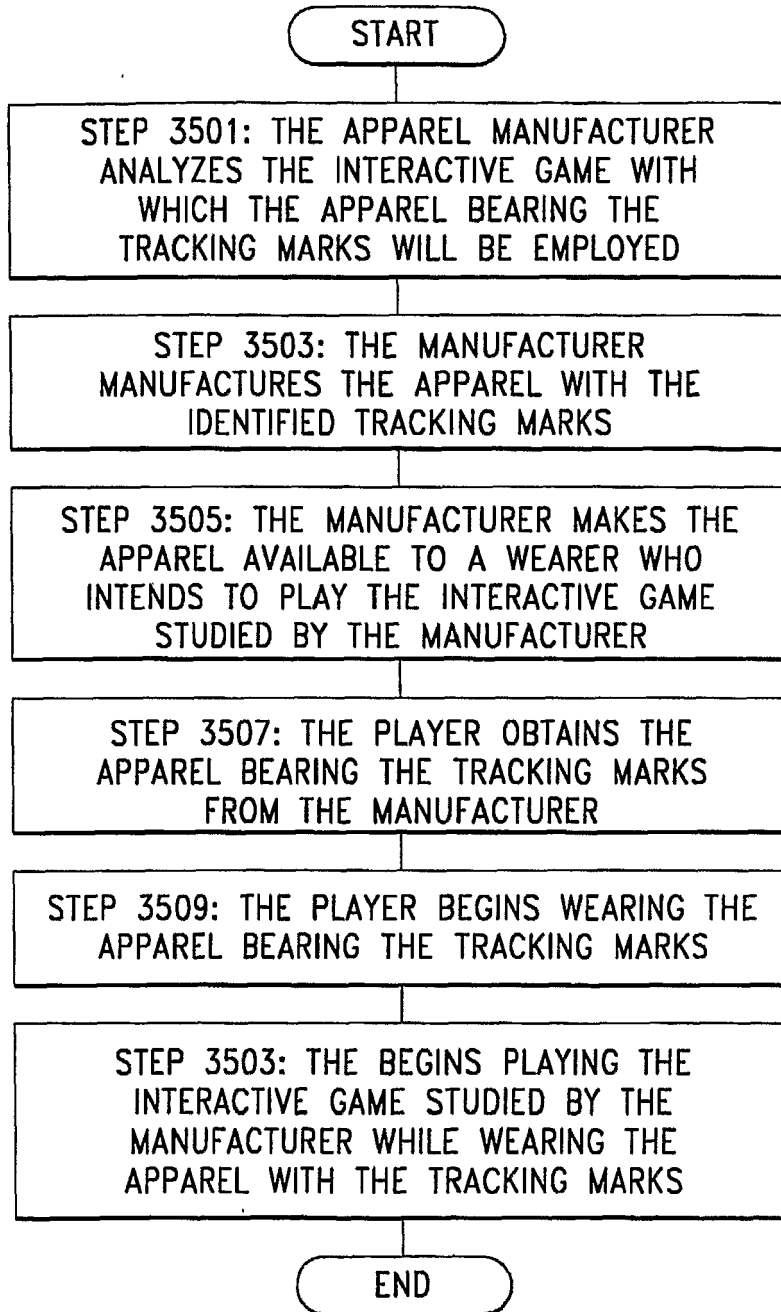 START
STEP 3501: THE APPAREL MANUFACTURER
ANALYZES THE INTERACTIVE GAME WITH
WHICH THE APPAREL BEARING THE
TRACKING MARKS WILL BE EMPLOYED
STEP 3503: THE MANUFACTURER
MANUFACTURES THE APPAREL WITH THE
IDENTIFIED TRACKING MARKS
STEP 3505: THE MANUFACTURER MAKES THE
APPAREL AVAILABLE TO A WEARER WHO
INTENDS TO PLAY THE INTERACTIVE GAME
STUDIED BY THE MANUFACTURER
STEP 3507: THE PLAYER OBTAINS THE
APPAREL BEARING THE TRACKING MARKS
FROM THE MANUFACTURER
STEP 3509: THE PLAYER BEGINS WEARING THE
APPAREL BEARING THE TRACKING MARKS
STEP 3503: THE BEGINS PLAYING THE
INTERACTIVE GAME STUDIED BY THE
MANUFACTURER WHILE WEARING THE
APPAREL WITH THE TRACKING MARKS
END